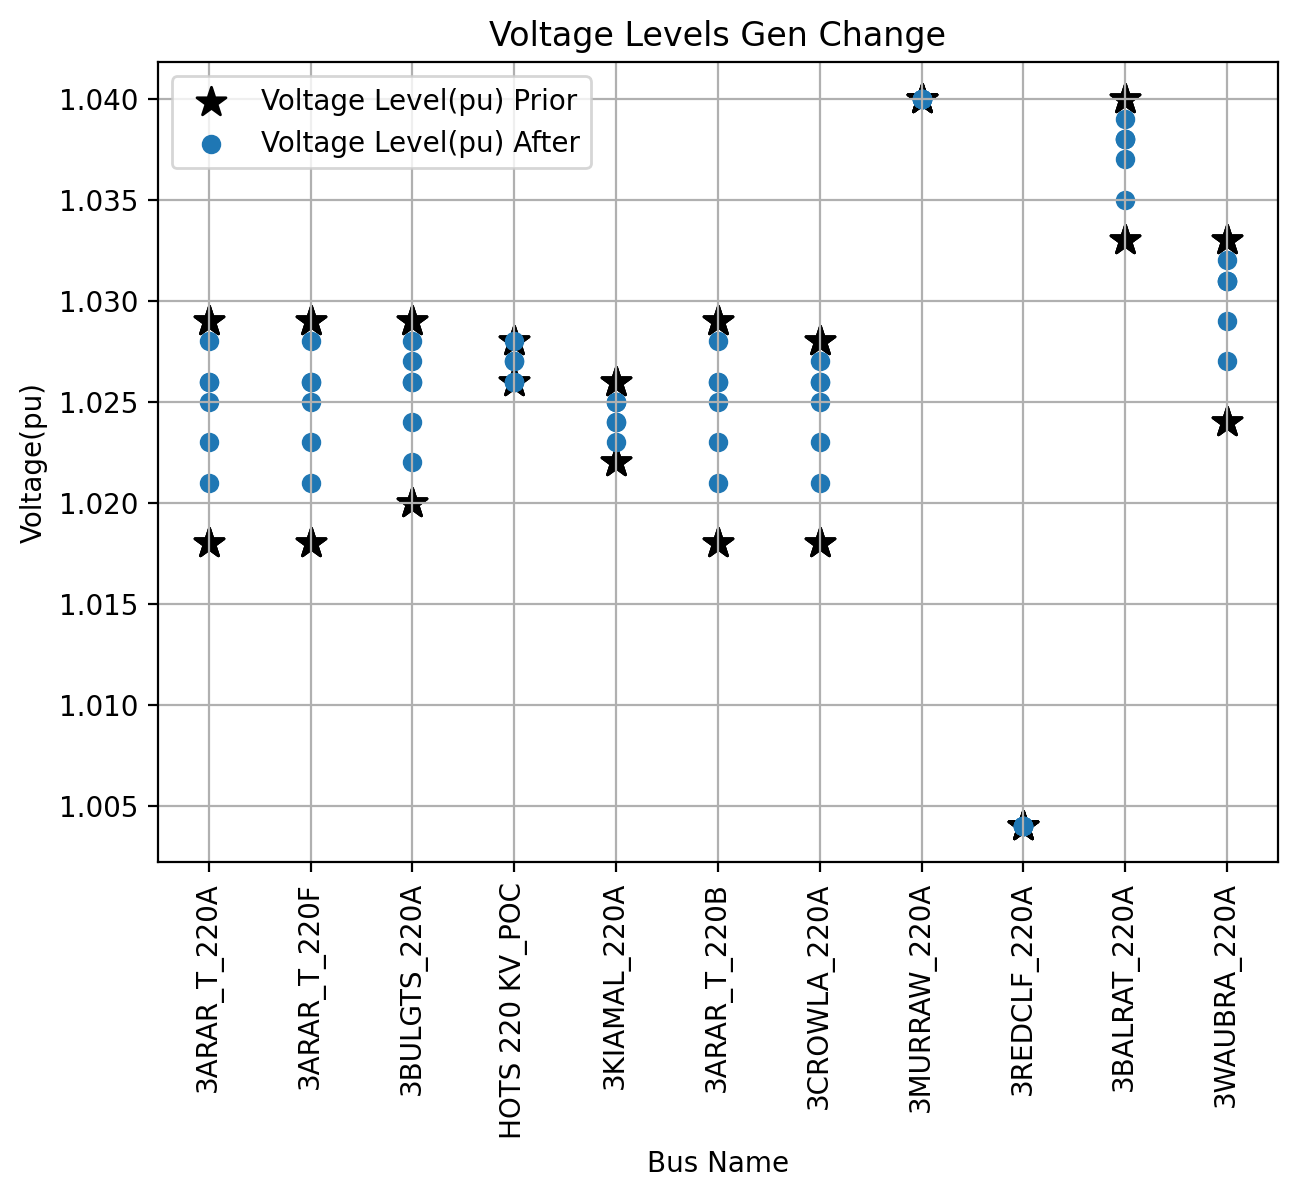 Voltage Levels Gen Change
Voltage Level(pu) Prior
Voltage Level(pu) After
1.040
1.035
1.030
1.025
1.020
1.015
1.010
1.005
Voltage(pu)
3ARAR_T_220A
3ARAR_T_220F
3BULGTS_220A
HOTS 220 KV_POC
3KIAMAL_220A
3ARAR_T_220B
3CROWLA_220A
3MURRAW_220A
3REDCLF_220A
3BALRAT_220A
3WAUBRA_220A
Bus Name